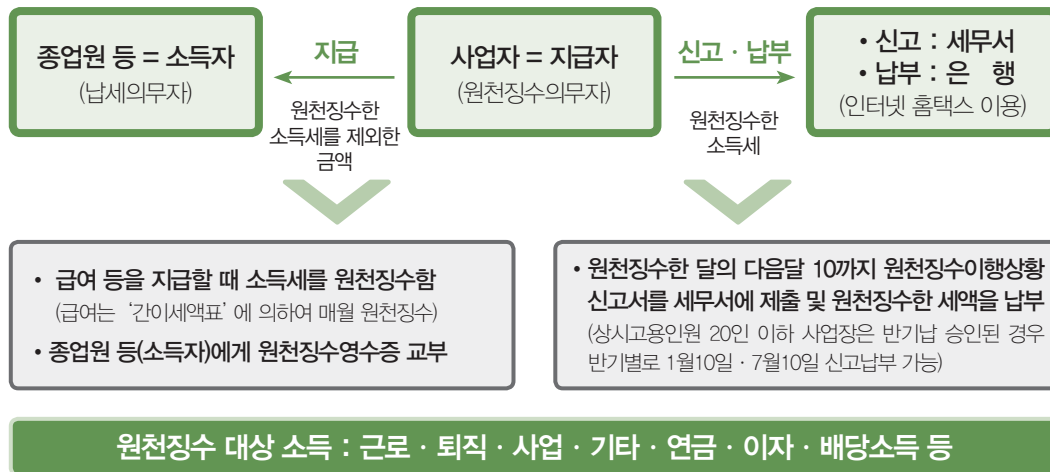 종업원 등 = 소득자
(납세의무자)
지급
원천징수한
소득세를 제외한
금액
사업자 = 지급자
(원천징수의무자)
신고 · 납부
원천징수한
소득세
• 신고 : 세무서
• 납부 : 은 행
(인터넷 홈택스 이용)
• 급여 등을 지급할 때 소득세를 원천징수함
(급여는 ‘간이세액표’에 의하여 매월 원천징수)
• 종업원 등(소득자)에게 원천징수영수증 교부
• 원천징수한 달의 다음달 10까지 원천징수이행상황
신고서를 세무서에 제출 및 원천징수한 세액을 납부
(상시고용인원 20인 이하 사업장은 반기납 승인된 경우
반기별로 1월10일 · 7월10일 신고납부 가능)
원천징수 대상 소득 : 근로 · 퇴직 · 사업 · 기타 · 연금 · 이자 · 배당소득 등